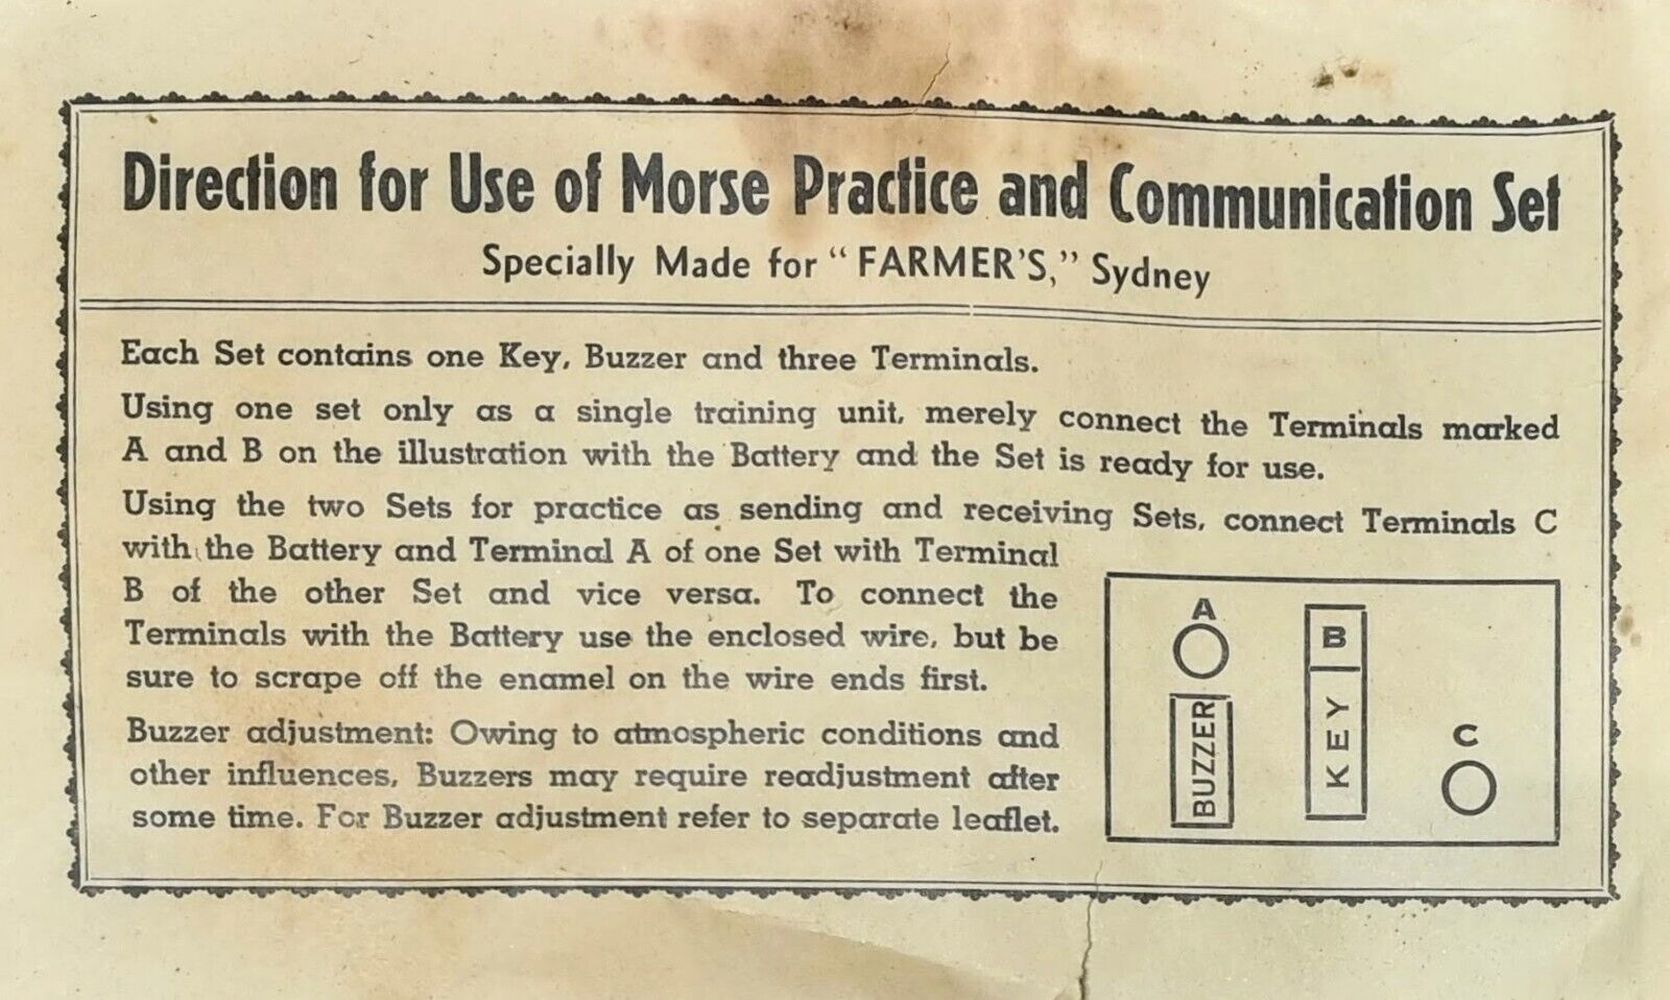 Direction for Use of Morse Practice and Communication Set
Specially Made for "FARMER'S," Sydney
Each Set contains one Key, Buzzer and three Terminals.
Using one set only as a single training unit, merely connect the Terminals marked
A and B on the illustration with the Battery and the Set is ready for use.
Using the two Sets for practice as sending and receiving Sets, connect Terminals C
with the Battery and Terminal A of one Set with Terminal
B of the other Set and vice versa. To connect the
Terminals with the Battery use the enclosed wire, but be
sure to scrape off the enamel on the wire ends first.
Buzzer adjustment: Owing to atmospheric conditions and
other influences, Buzzers may require readjustment after
some time. For Buzzer adjustment refer to separate leaflet.
A
BUZZER
B
KEY
C